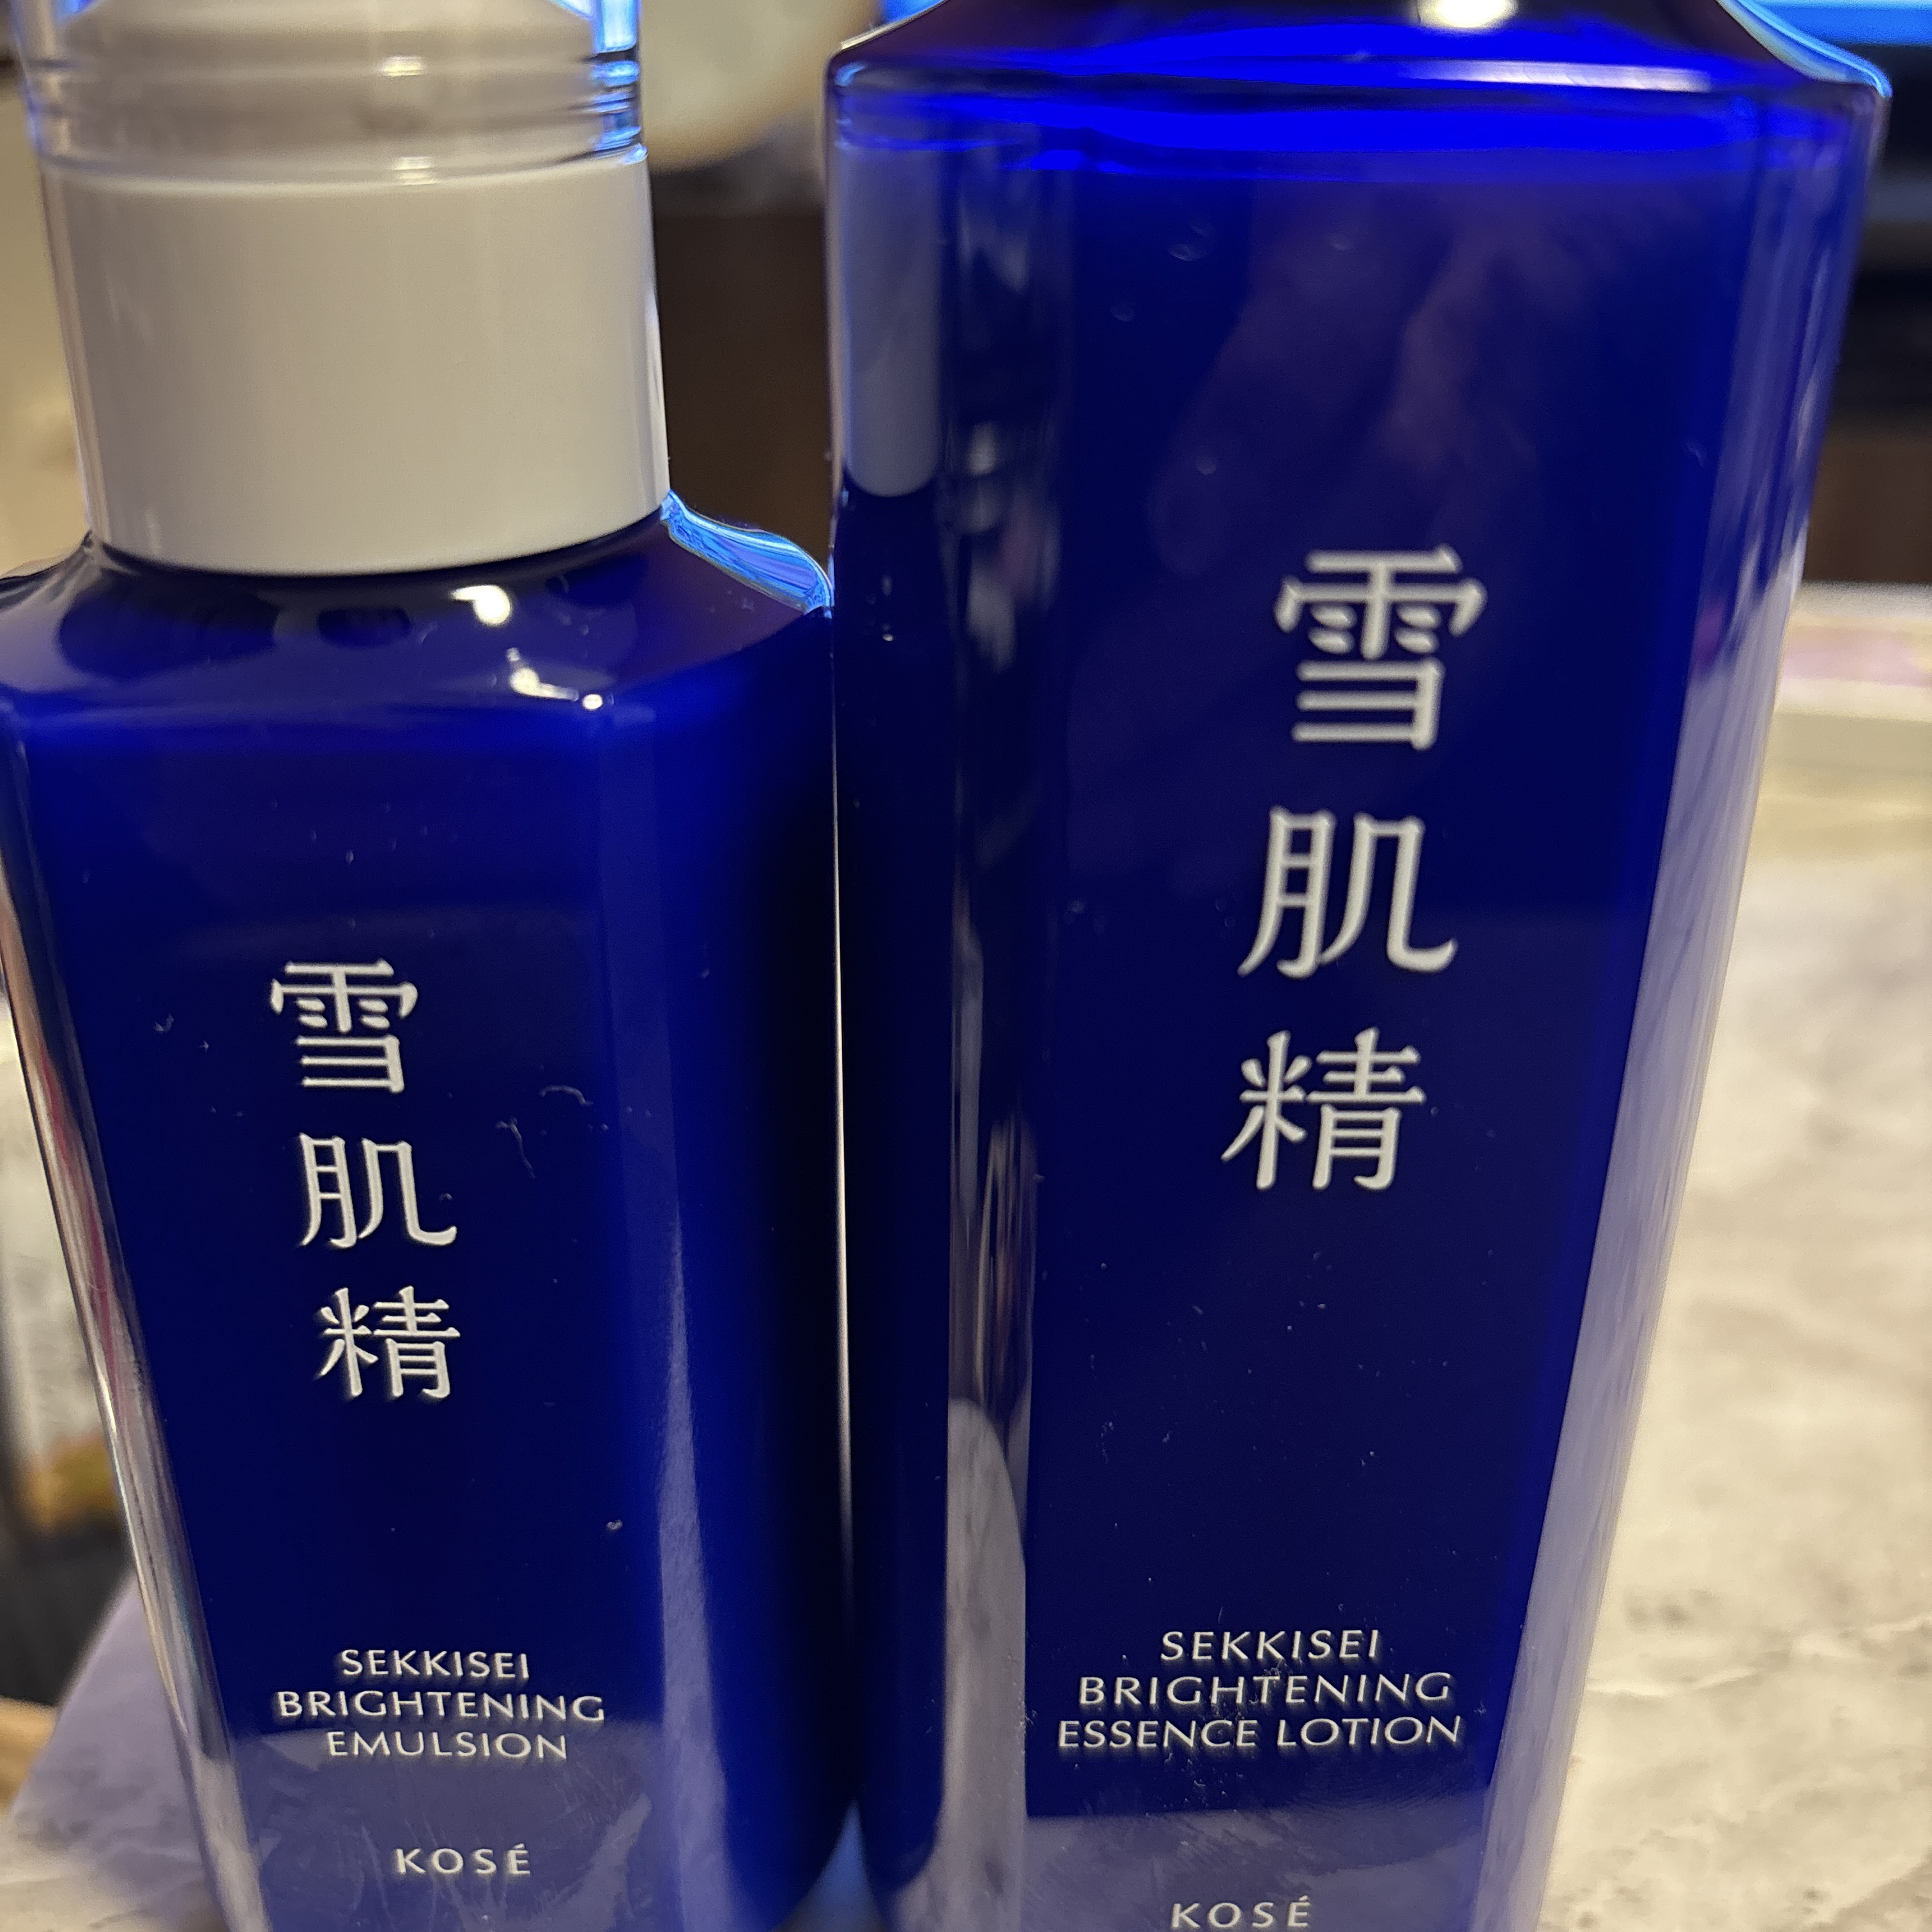 雪肌精
SEKKISEI
BRIGHTENING
EMULSION
KOSÉ
雪肌精
SEKKISEI
BRIGHTENING
ESSENCE LOTION
KOSÉ